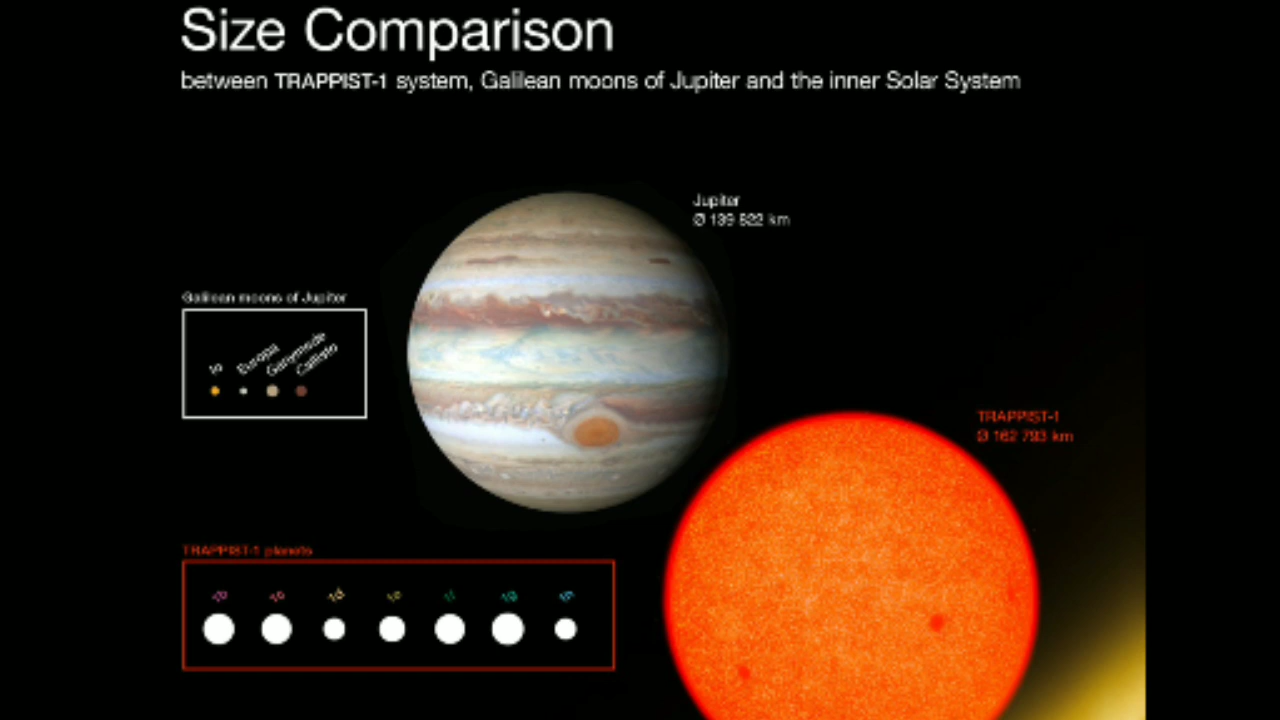 Size Comparison
between TRAPPIST-1 system, Galilean moons of Jupiter and the inner Solar System
Jupiter
Ø 139 822 km
Galilean moons of Jupiter
Io
Europa
Ganymede
Callisto
TRAPPIST-1
Ø 162 793 km
TRAPPIST-1 planets